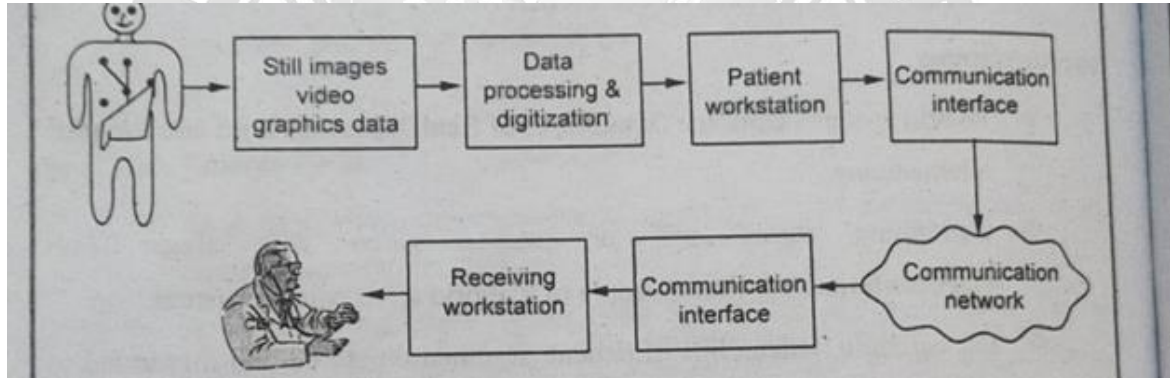 Still images
video
graphics data
Data
processing &
digitization
Patient
workstation
Communication
interface
Communication
network
Communication
interface
Receiving
workstation